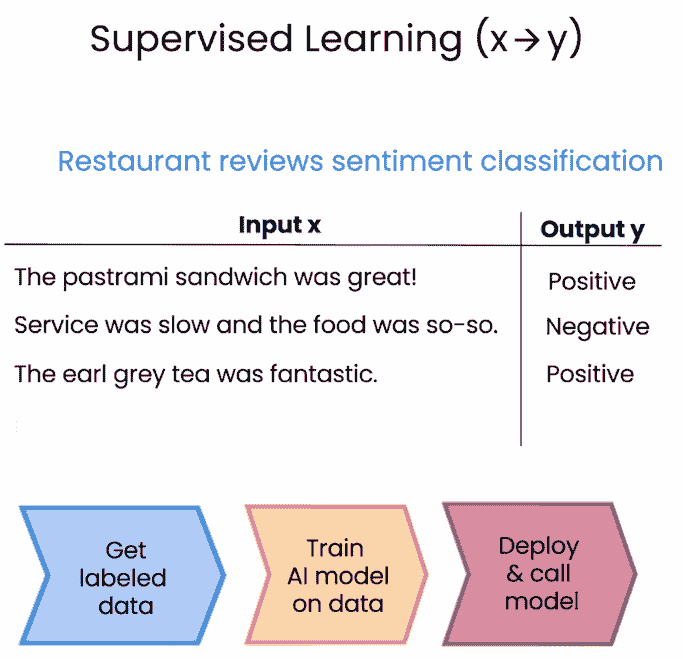 Supervised Learning (x→y)
Restaurant reviews sentiment classification
Input x Output y
The pastrami sandwich was great! Positive
Service was slow and the food was so-so. Negative
The earl grey tea was fantastic. Positive
Get
labeled
data
Train
AI model
on data
Deploy
& call
model